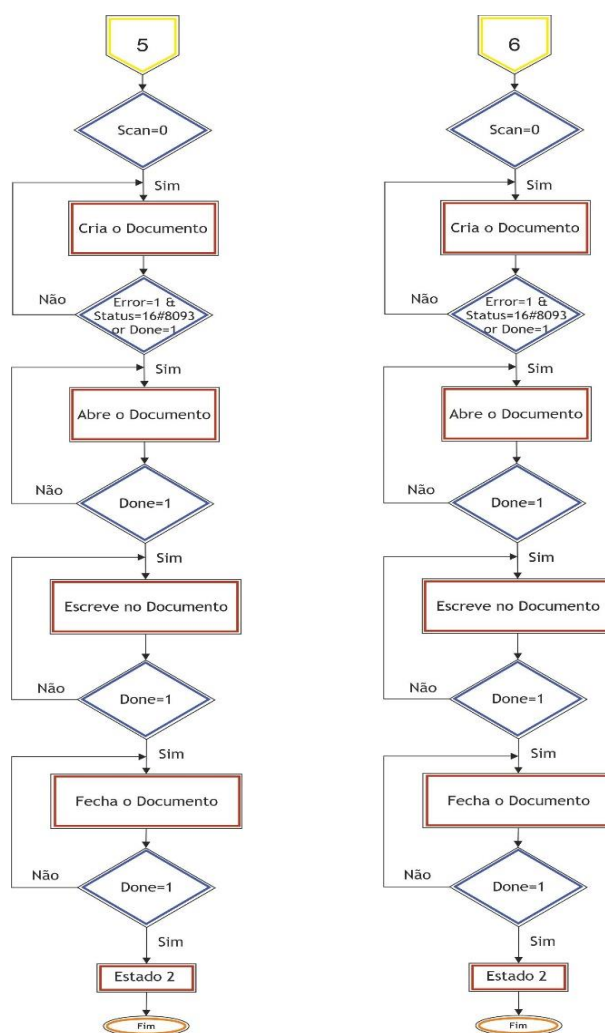 5
Scan=0
Sim
Cria o Documento
Não
Error=1 &
Status=16#8093
or Done=1
Sim
Abre o Documento
Não
Done=1
Sim
Escreve no Documento
Não
Done=1
Sim
Fecha o Documento
Não
Done=1
Sim
Estado 2
Fim
6
Scan=0
Sim
Cria o Documento
Não
Error=1 &
Status=16#8093
or Done=1
Sim
Abre o Documento
Não
Done=1
Sim
Escreve no Documento
Não
Done=1
Sim
Fecha o Documento
Não
Done=1
Sim
Estado 2
Fim